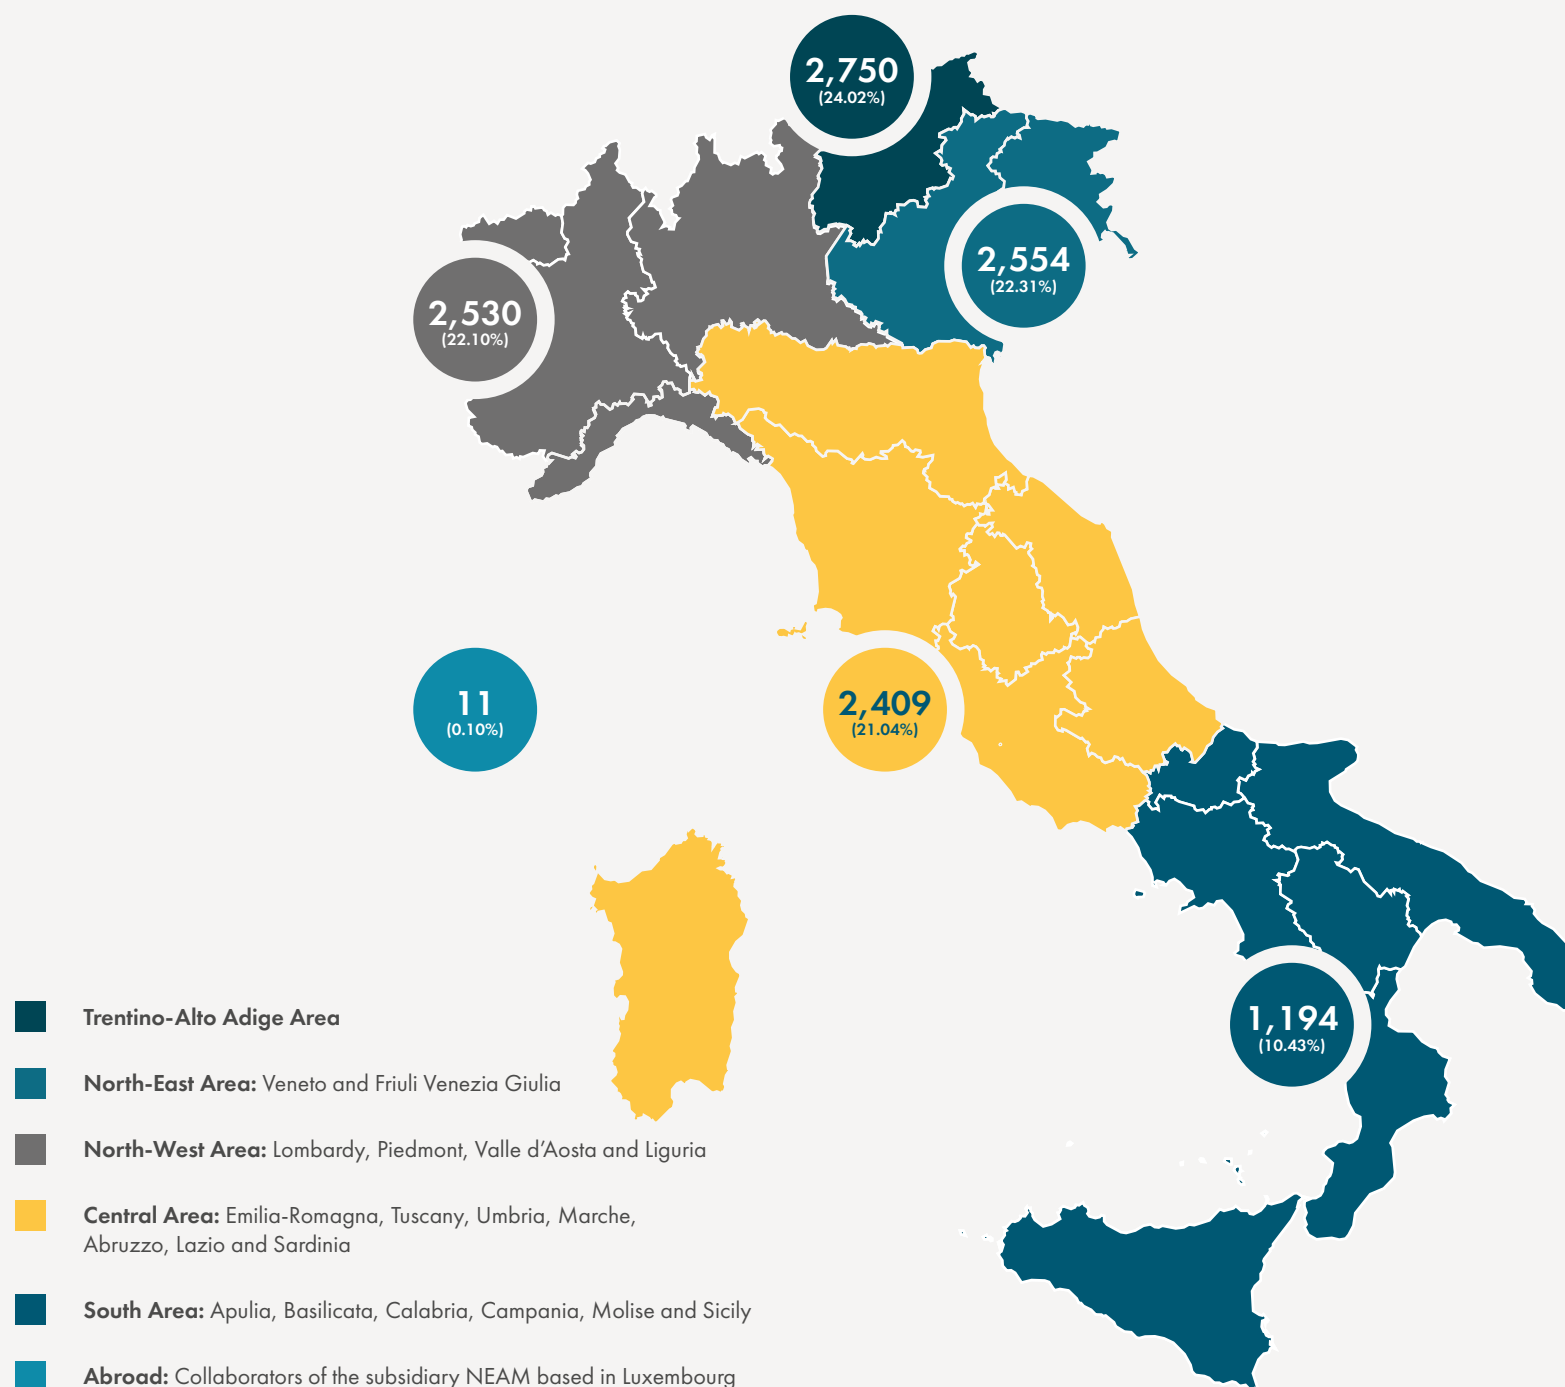 2,750
(24.02%)
2,554
(22.31%)
2,530
(22.10%)
11
(0.10%)
2,409
(21.04%)
1,194
(10.43%)
Trentino-Alto Adige Area
North-East Area: Veneto and Friuli Venezia Giulia
North-West Area: Lombardy, Piedmont, Valle d’Aosta and Liguria
Central Area: Emilia-Romagna, Tuscany, Umbria, Marche,
Abruzzo, Lazio and Sardinia
South Area: Apulia, Basilicata, Calabria, Campania, Molise and Sicily
Abroad: Collaborators of the subsidiary NEAM based in Luxembourg